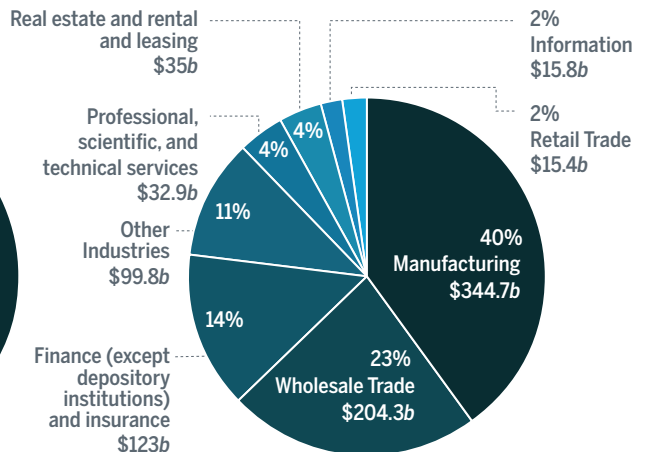 Real estate and rental
and leasing
$35b
2%
Information
$15.8b
Professional,
scientific, and
technical services
$32.9b
4%
4%
2%
Retail Trade
$15.4b
Other
Industries
$99.8b
11%
40%
Manufacturing
$344.7b
14%
Finance (except
depository
institutions)
and insurance
$123b
23%
Wholesale Trade
$204.3b